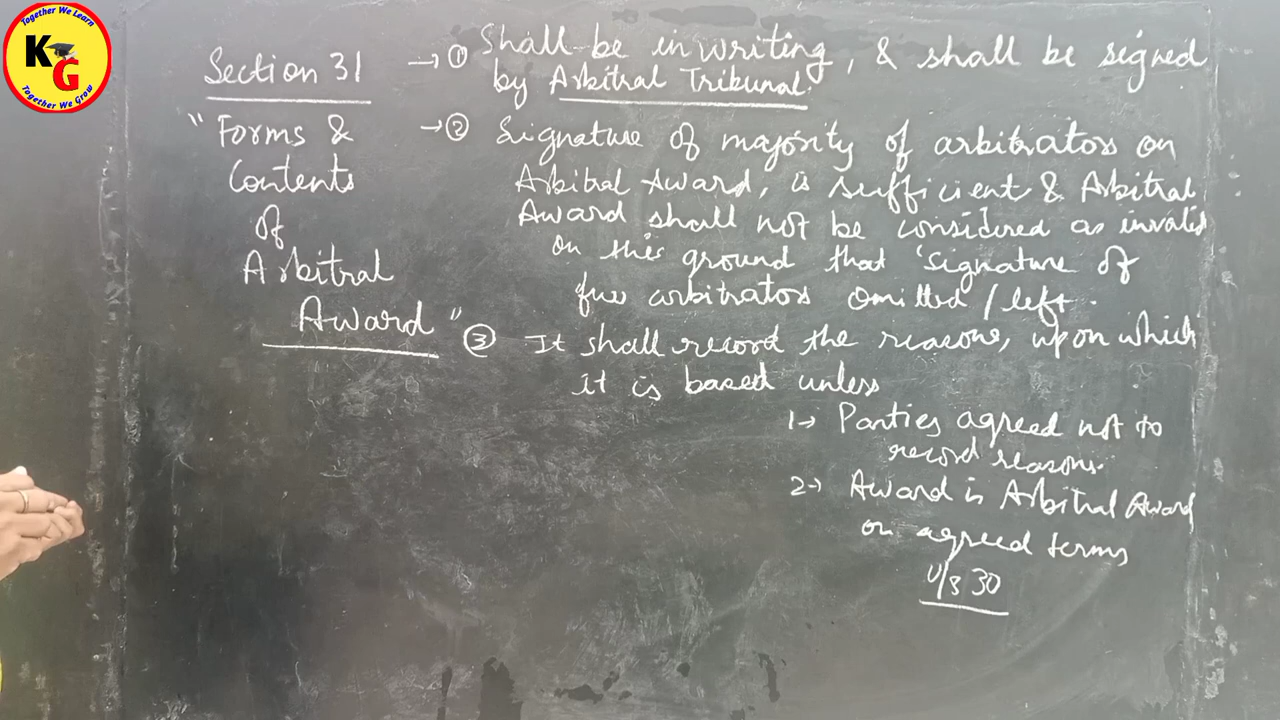 Together We Learn
KG
Together We Grow
Section 31
"Forms &
Contents
of
Arbitral
Award"
→ ① Shall be in writing, & shall be signed
by Arbitral Tribunal.
→ ② Signature of majority of arbitrators on
Arbitral Award, is sufficient & Arbitral
Award shall not be considered as invalid
on this ground that 'signature of
few arbitrators omitted/left.
③ It shall record the reasons, upon which
it is based unless
1→ Parties agreed not to
record reasons.
2→ Award is Arbitral Award
on agreed terms
U/s 30